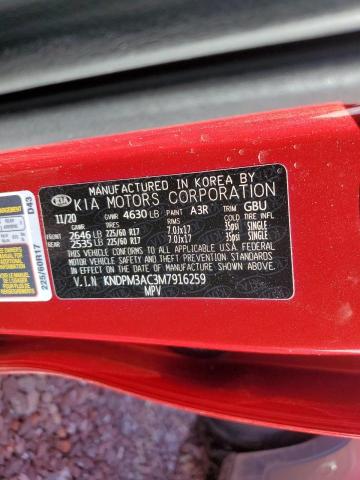 MANUFACTURED IN KOREA BY
KIA KIA MOTORS CORPORATION
11/20 GVWR 4630 LB PAINT A3R TRIM GBU
GAWR TIRES RIMS COLD TIRE INFL.
FRONT 2646 LB 225/60 R17 7.0Jx17 35psi SINGLE
REAR 2535 LB 225/60 R17 7.0Jx17 35psi SINGLE
THIS VEHICLE CONFORMS TO ALL APPLICABLE U.S.A FEDERAL
MOTOR VEHICLE SAFETY, BUMPER, AND THEFT PREVENTION STANDARDS
IN EFFECT ON THE DATE OF MANUFACTURE SHOWN ABOVE.
V.I.N KNDPM3AC3M7916259
MPV
D43
225/60R17